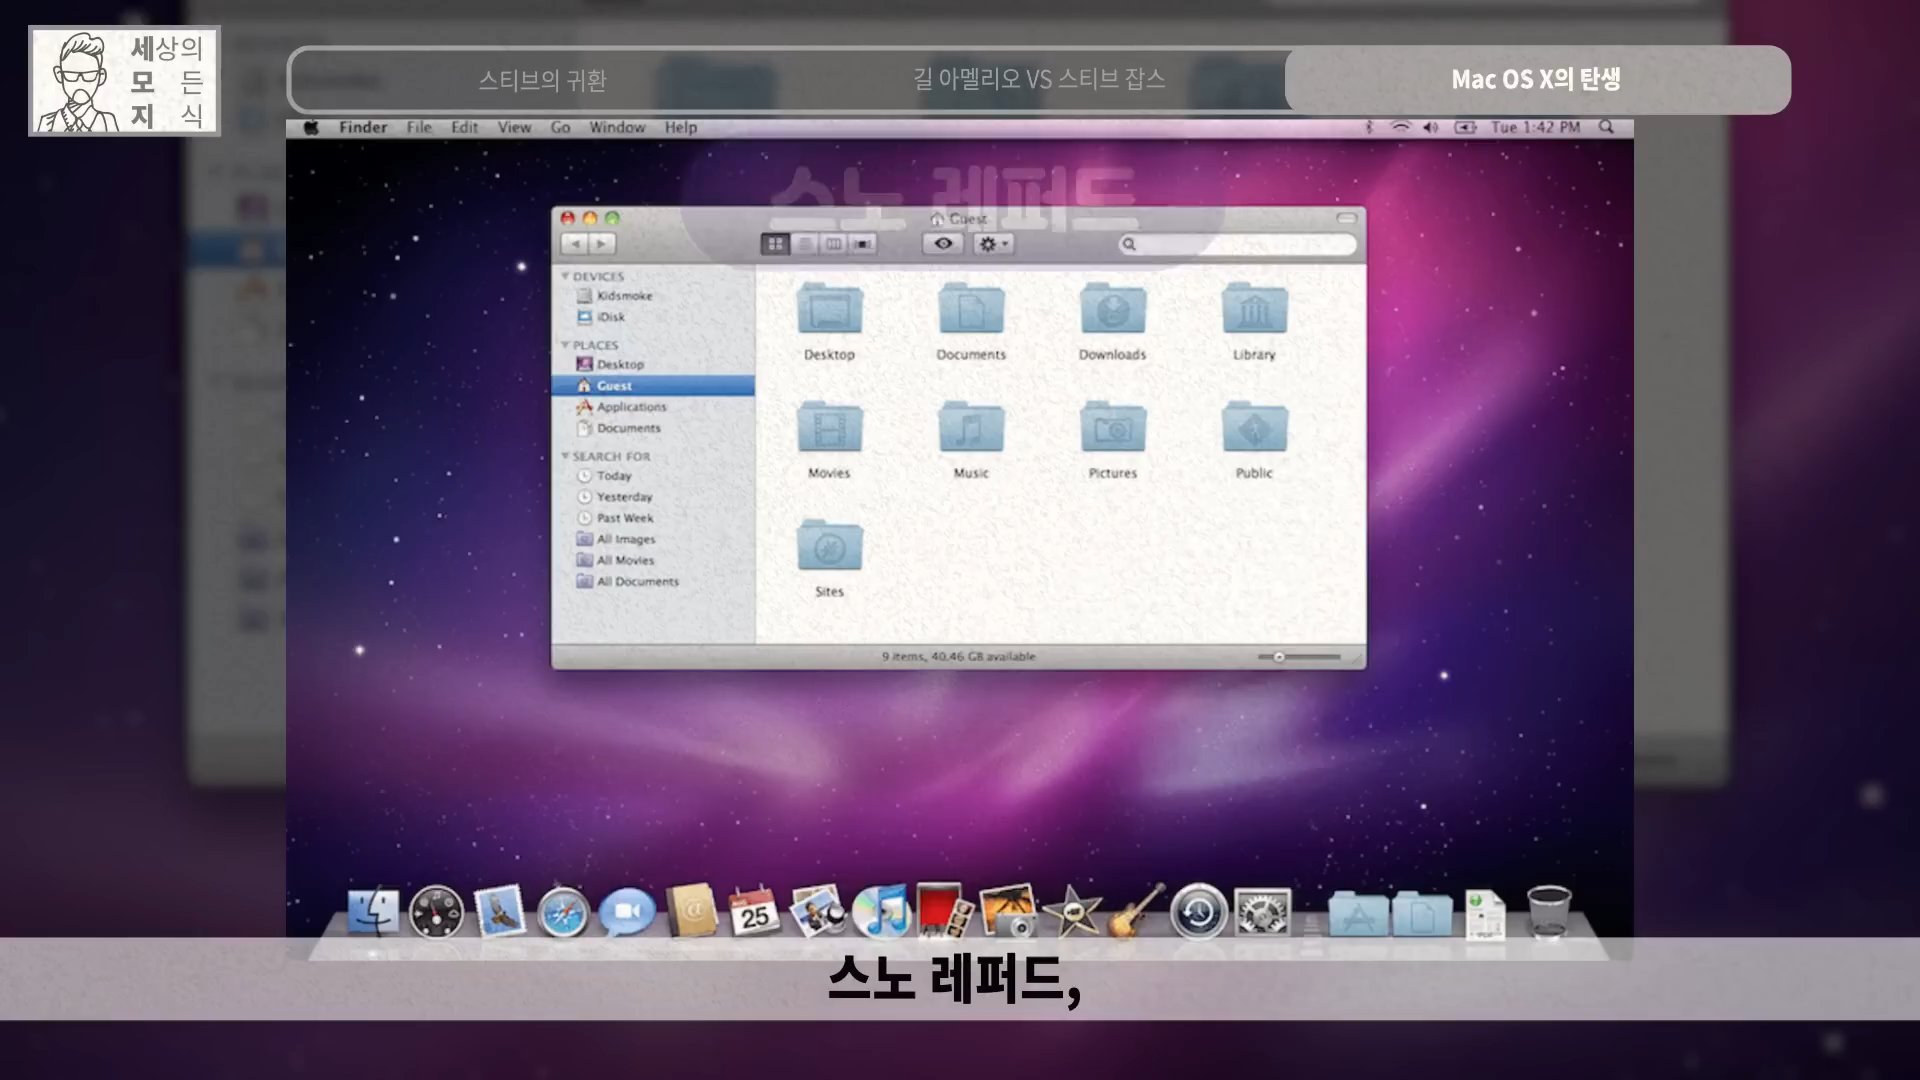 세상의
모든
지식
스티브의 귀환
길 아멜리오 VS 스티브 잡스
Mac OS X의 탄생
Finder File Edit View Go Window Help
Tue 1:42 PM
스노 레퍼드
Guest
DEVICES
Kidsmoke
iDisk
PLACES
Desktop
Guest
Applications
Documents
SEARCH FOR
Today
Yesterday
Past Week
All Images
All Movies
All Documents
Desktop Documents Downloads Library
Movies Music Pictures Public
Sites
9 items, 40.46 GB available
25
스노 레퍼드,